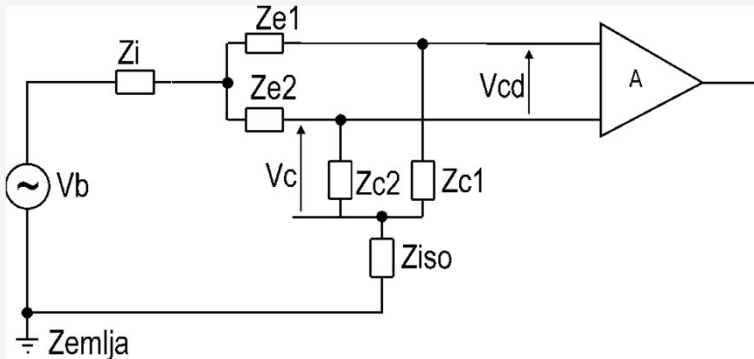 Ze1
Zi
Ze2
Vcd
A
Vb
Vc
Zc2
Zc1
Ziso
Zemlja